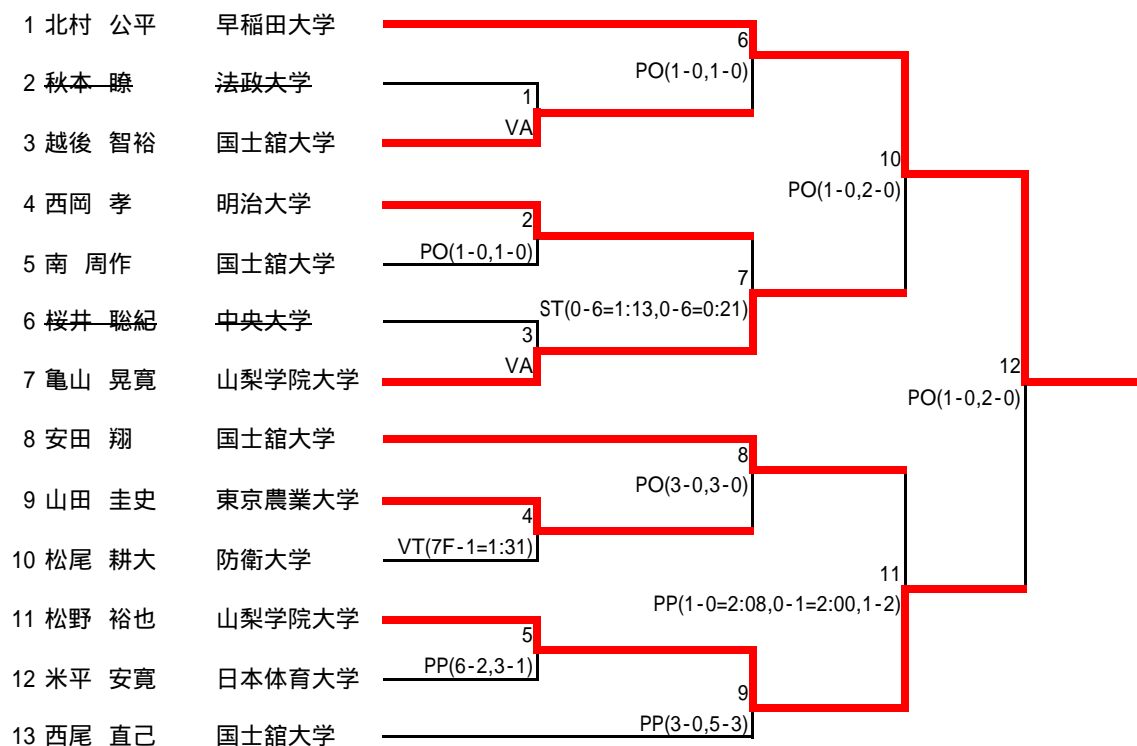 1 北村 公平 早稲田大学
6
PO(1-0,1-0)
2 秋本 瞭 法政大学
1
VA
3 越後 智裕 国士舘大学
10
PO(1-0,2-0)
4 西岡 孝 明治大学
2
PO(1-0,1-0)
5 南 周作 国士舘大学
7
ST(0-6=1:13,0-6=0:21)
6 桜井 聡紀 中央大学
3
VA
7 亀山 晃寛 山梨学院大学
12
PO(1-0,2-0)
8 安田 翔 国士舘大学
8
PO(3-0,3-0)
9 山田 圭史 東京農業大学
4
VT(7F-1=1:31)
10 松尾 耕大 防衛大学
11
PP(1-0=2:08,0-1=2:00,1-2)
11 松野 裕也 山梨学院大学
5
PP(6-2,3-1)
12 米平 安寛 日本体育大学
9
PP(3-0,5-3)
13 西尾 直己 国士舘大学